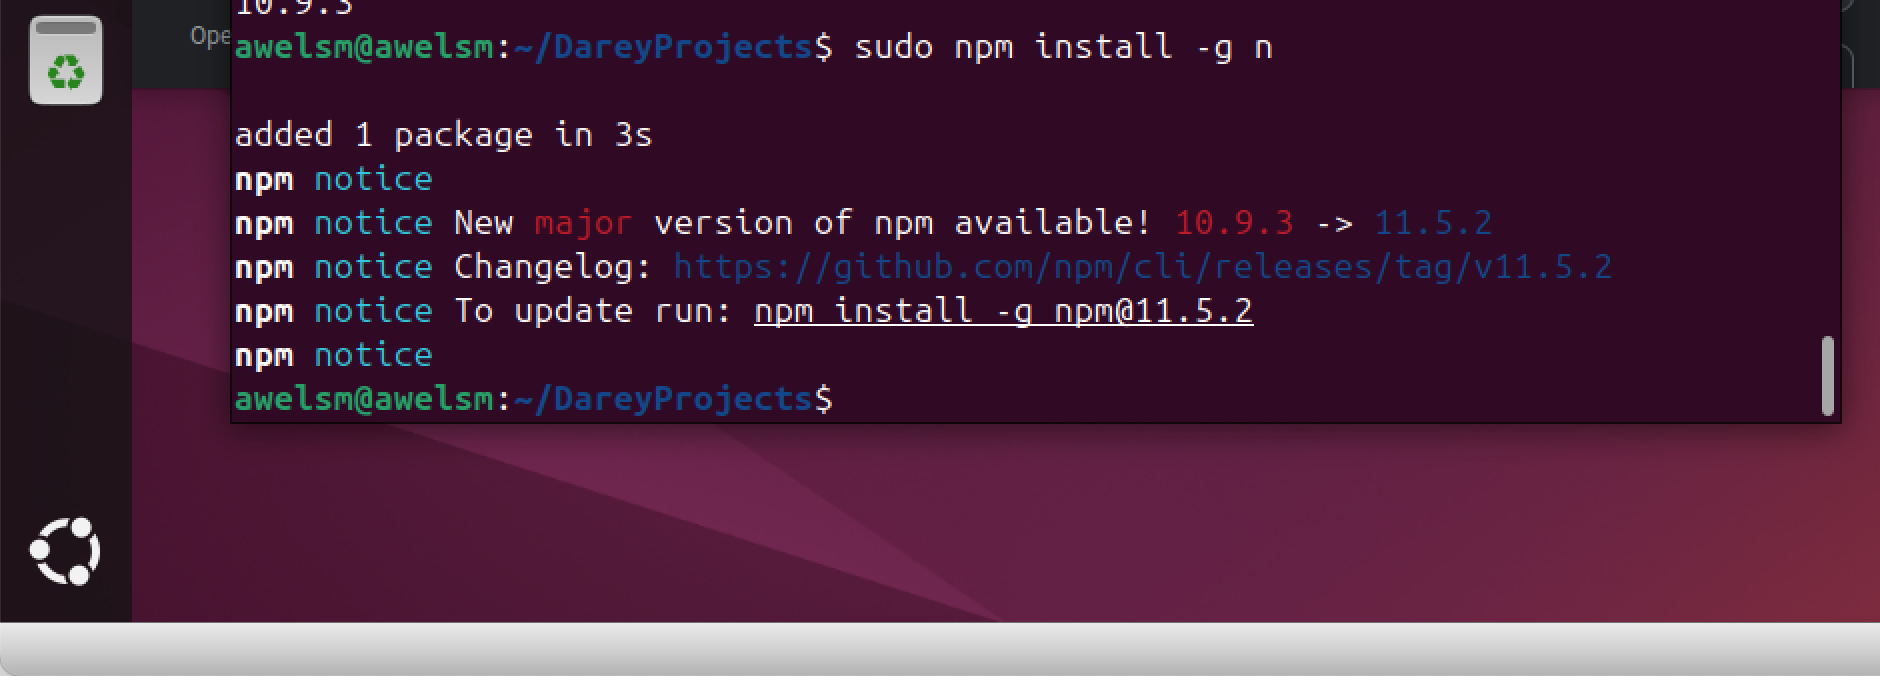 10.9.3
Ope
awelsm@awelsm:~/DareyProjects$ sudo npm install -g n
added 1 package in 3s
npm notice
npm notice New major version of npm available! 10.9.3 -> 11.5.2
npm notice Changelog: https://github.com/npm/cli/releases/tag/v11.5.2
npm notice To update run: npm install -g npm@11.5.2
npm notice
awelsm@awelsm:~/DareyProjects$